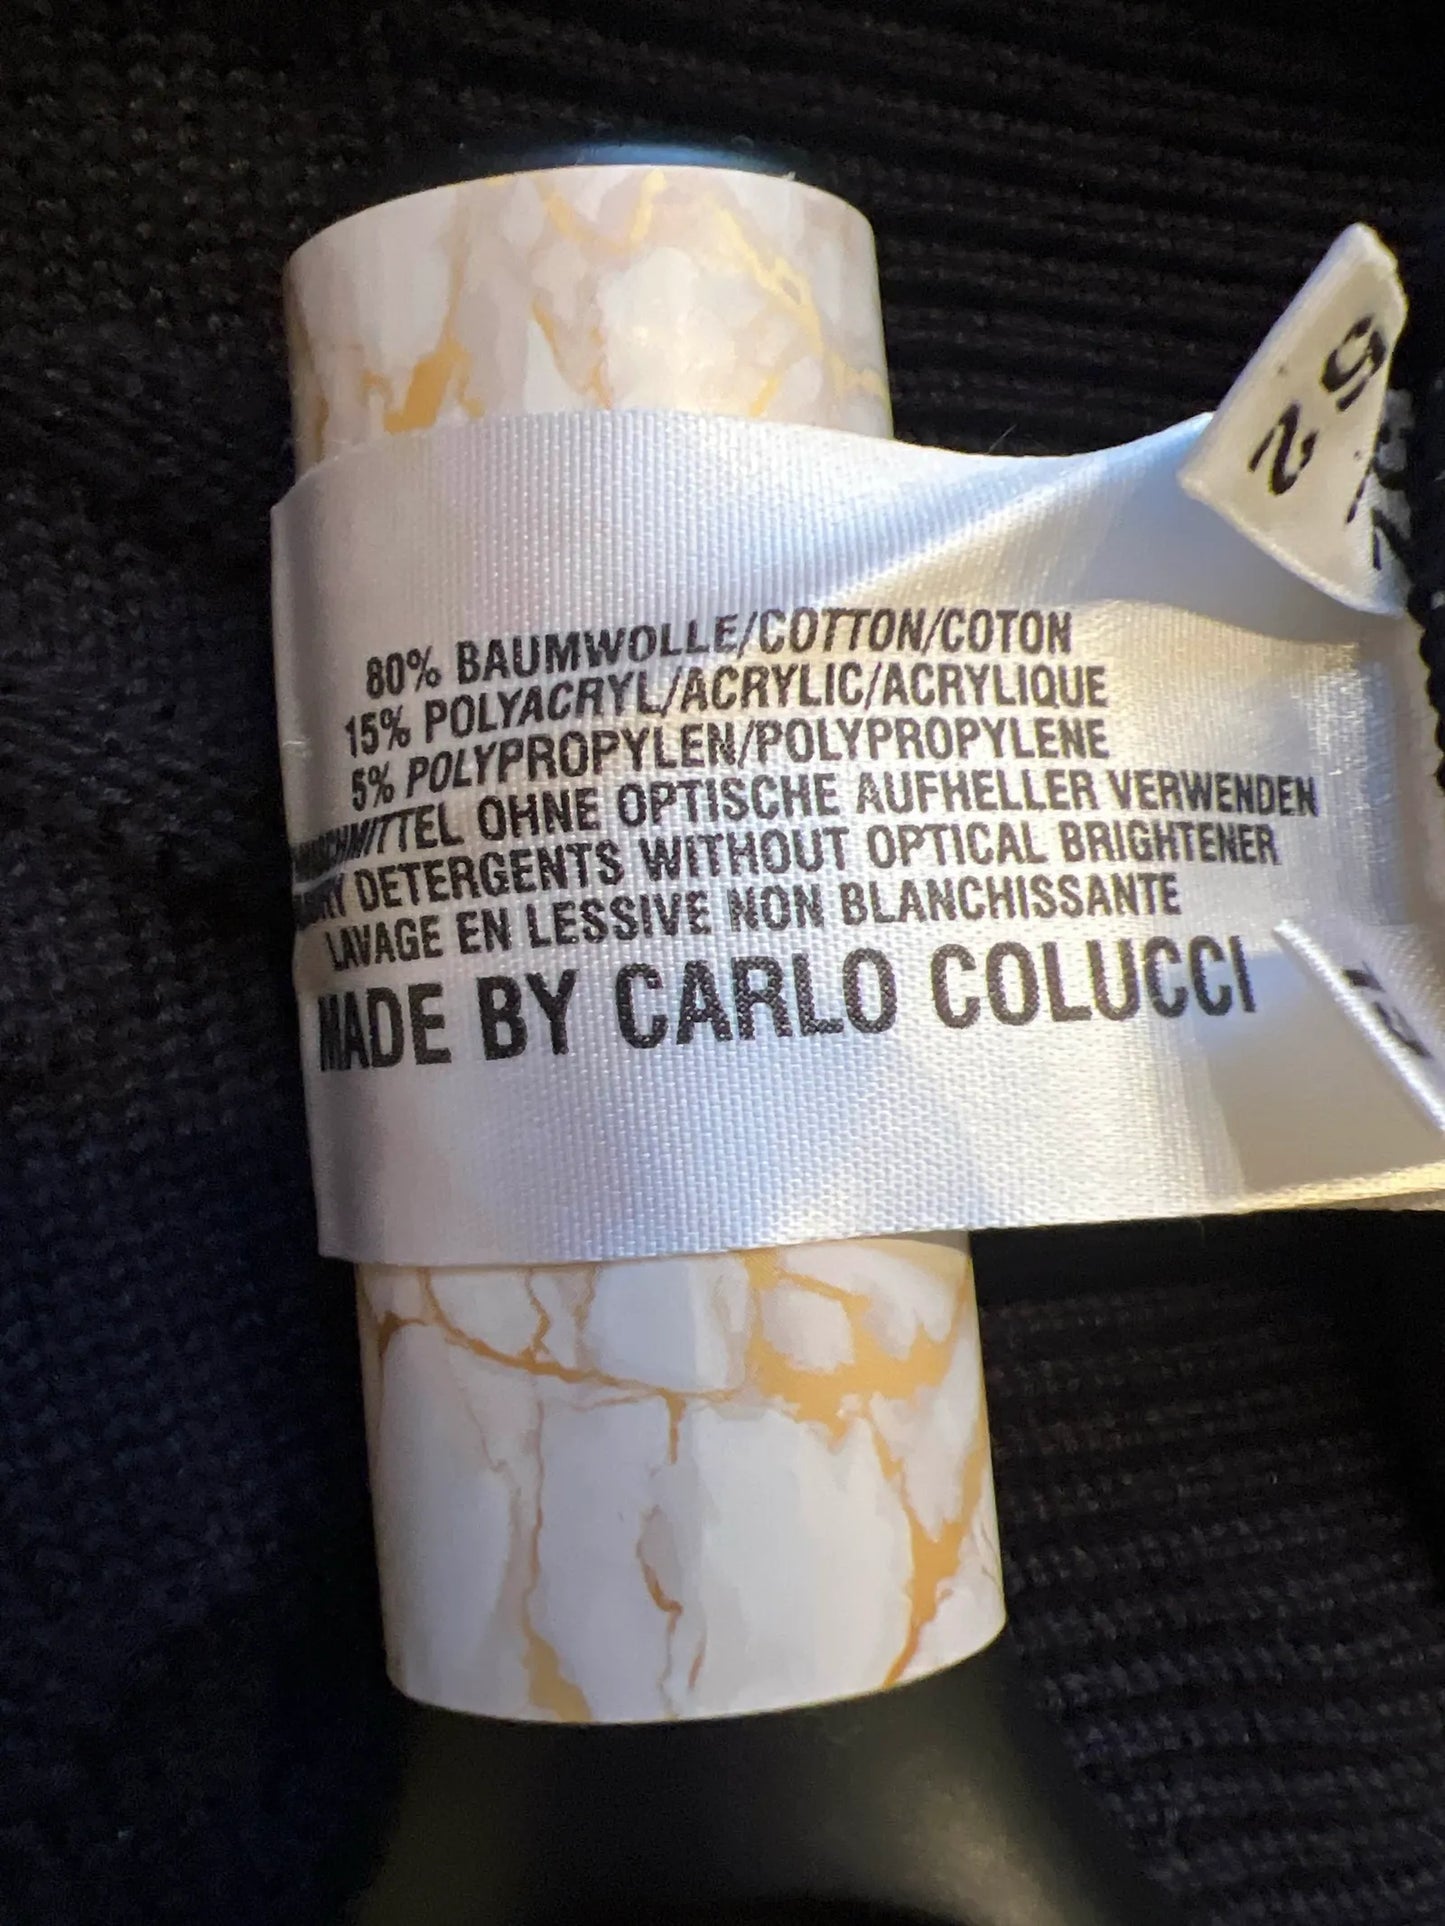 80% BAUMWOLLE/COTTON/COTON
15% POLYACRYL/ACRYLIC/ACRYLIQUE
5% POLYPROPYLEN/POLYPROPYLENE
OHNE OPTISCHE AUFHELLER VERWENDEN
DETERGENTS WITHOUT OPTICAL BRIGHTENER
LAVAGE EN LESSIVE NON BLANCHISSANTE
MADE BY CARLO COLUCCI